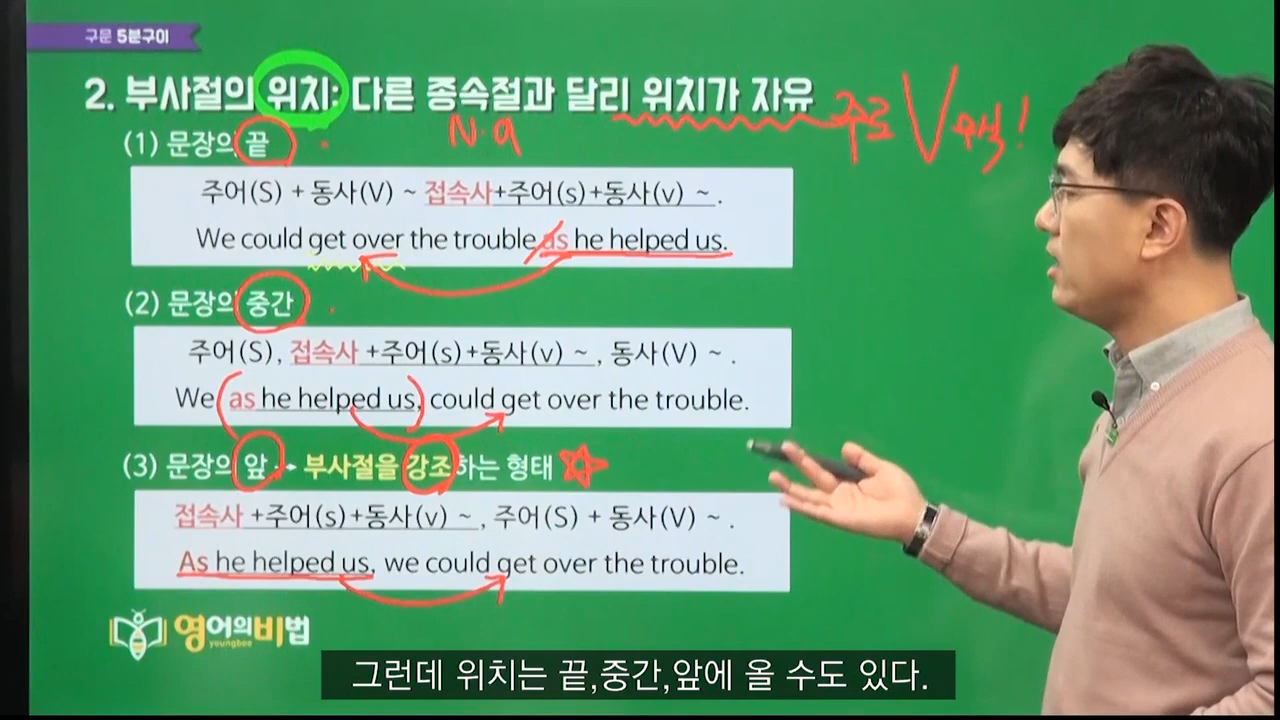 구문 5분구이
2. 부사절의 위치: 다른 종속절과 달리 위치가 자유
주로 V 수식!
N.a
(1) 문장의 끝
주어(S) + 동사(V) ~ 접속사+주어(s)+동사(v) ~ .
We could get over the trouble as he helped us.
(2) 문장의 중간
주어(S), 접속사 +주어(s)+동사(v) ~ , 동사(V) ~ .
We as he helped us, could get over the trouble.
(3) 문장의 앞 → 부사절을 강조하는 형태
접속사 +주어(s)+동사(v) ~ , 주어(S) + 동사(V) ~ .
As he helped us, we could get over the trouble.
영어의비법
youngbee
그런데 위치는 끝,중간,앞에 올 수도 있다.